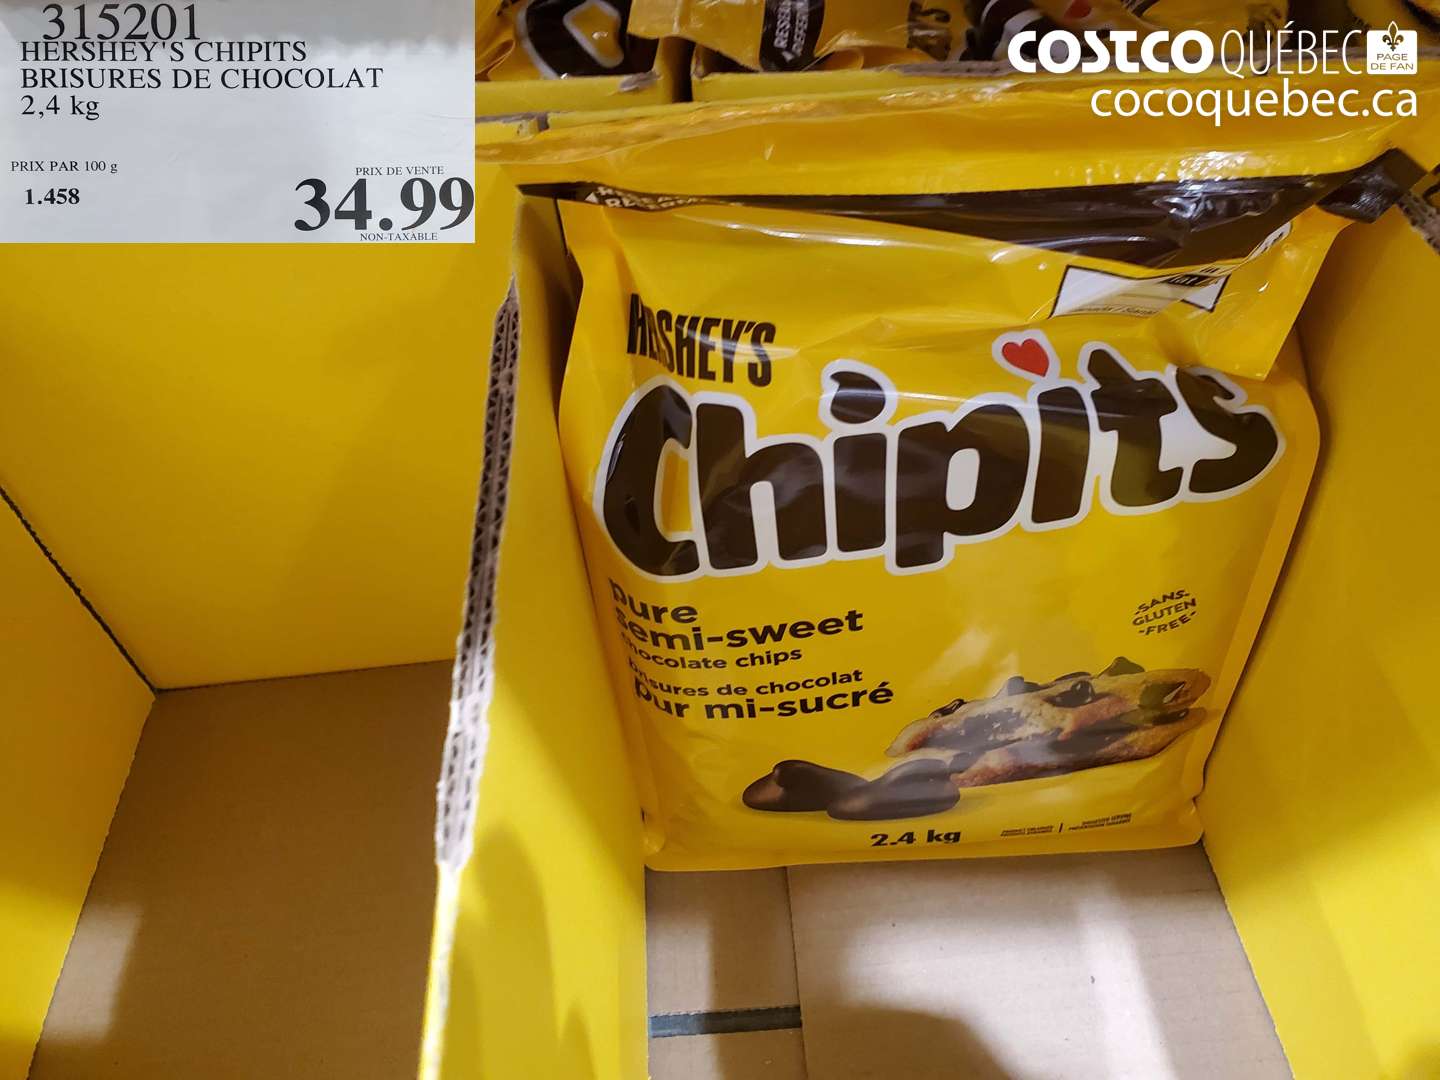 315201
HERSHEY'S CHIPITS
BRISURES DE CHOCOLAT
2,4 kg
PRIX PAR 100 g
1.458
PRIX DE VENTE
34.99
NON-TAXABLE
COSTCO QUÉBEC
PAGE
DE FAN
cocoquebec.ca
HERSHEY'S
Chipits
pure
semi-sweet
chocolate chips
brisures de chocolat
pur mi-sucré
SANS
GLUTEN
-FREE-
2.4 kg